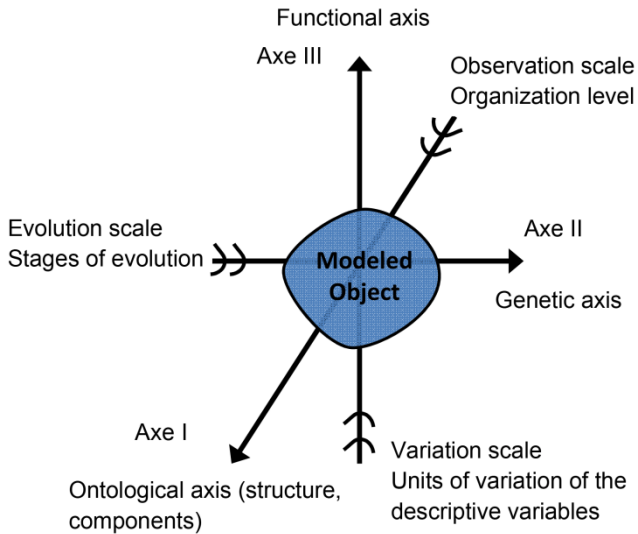 Functional axis
Axe III
Observation scale
Organization level
Evolution scale
Stages of evolution
Axe II
Modeled
Object
Genetic axis
Axe I
Variation scale
Units of variation of the
descriptive variables
Ontological axis (structure,
components)